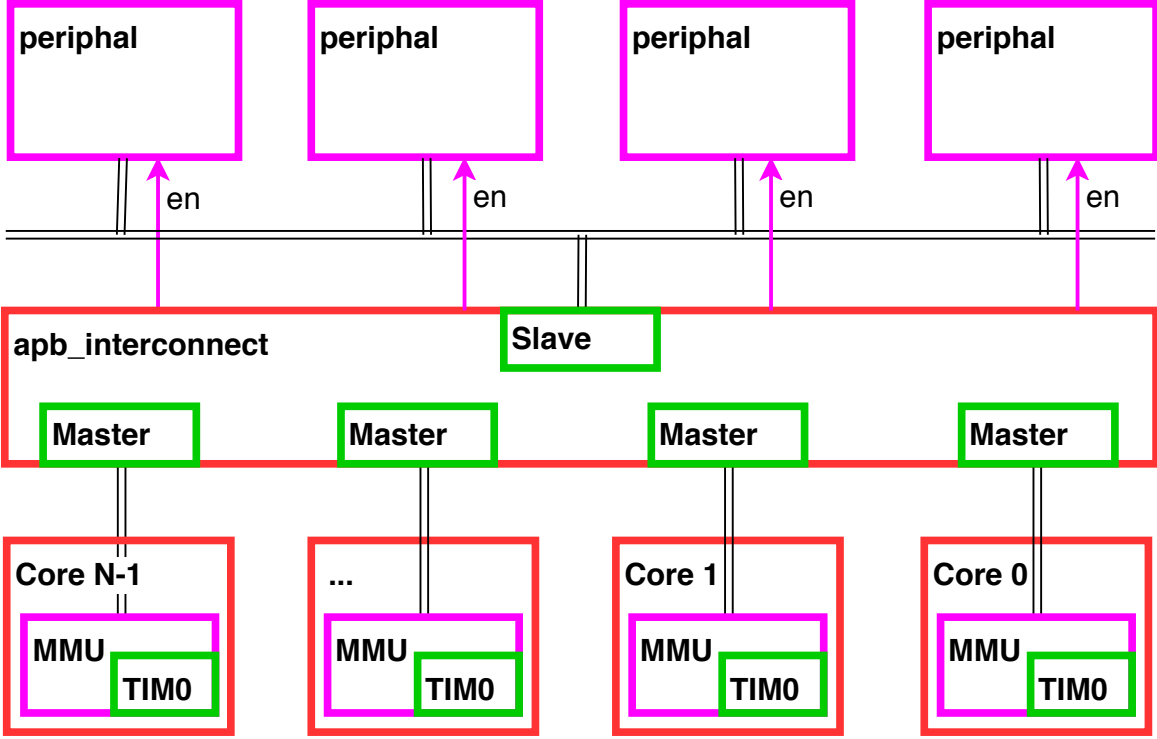 periphal
periphal
periphal
periphal
en
en
en
en
apb_interconnect
Slave
Master
Master
Master
Master
Core N-1
...
Core 1
Core 0
MMU
MMU
MMU
MMU
TIM0
TIM0
TIM0
TIM0